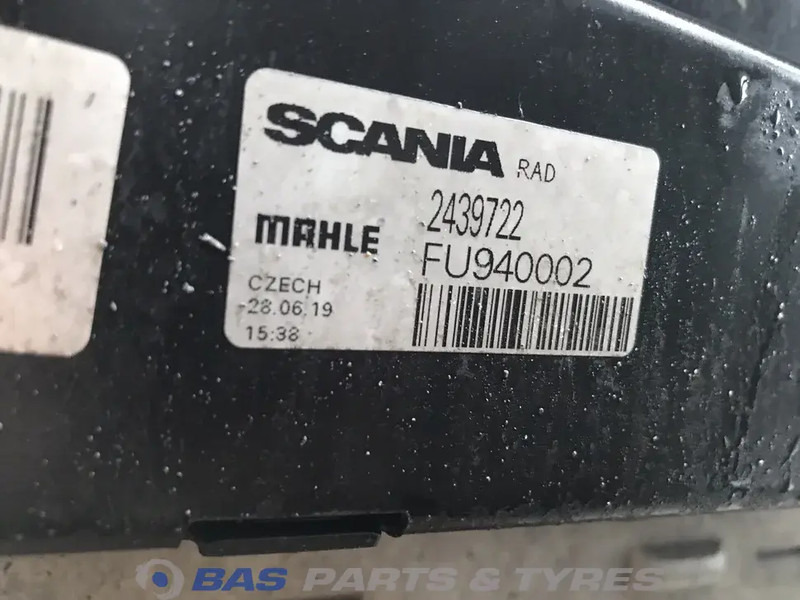 SCANIA RAD
2439722
MAHLE
FU940002
CZECH
28.06.19
15:38
BAS PARTS & TYRES